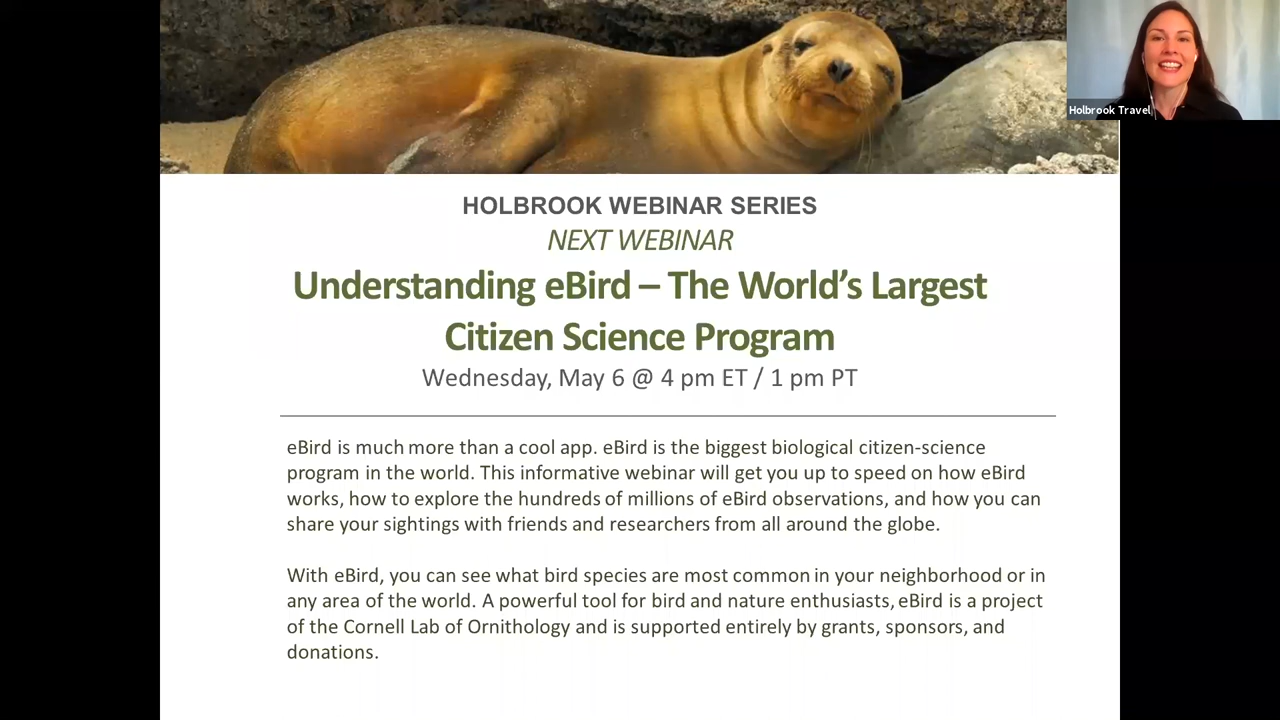 Holbrook Travel
HOLBROOK WEBINAR SERIES
NEXT WEBINAR
Understanding eBird – The World’s Largest
Citizen Science Program
Wednesday, May 6 @ 4 pm ET / 1 pm PT
eBird is much more than a cool app. eBird is the biggest biological citizen-science
program in the world. This informative webinar will get you up to speed on how eBird
works, how to explore the hundreds of millions of eBird observations, and how you can
share your sightings with friends and researchers from all around the globe.
With eBird, you can see what bird species are most common in your neighborhood or in
any area of the world. A powerful tool for bird and nature enthusiasts, eBird is a project
of the Cornell Lab of Ornithology and is supported entirely by grants, sponsors, and
donations.